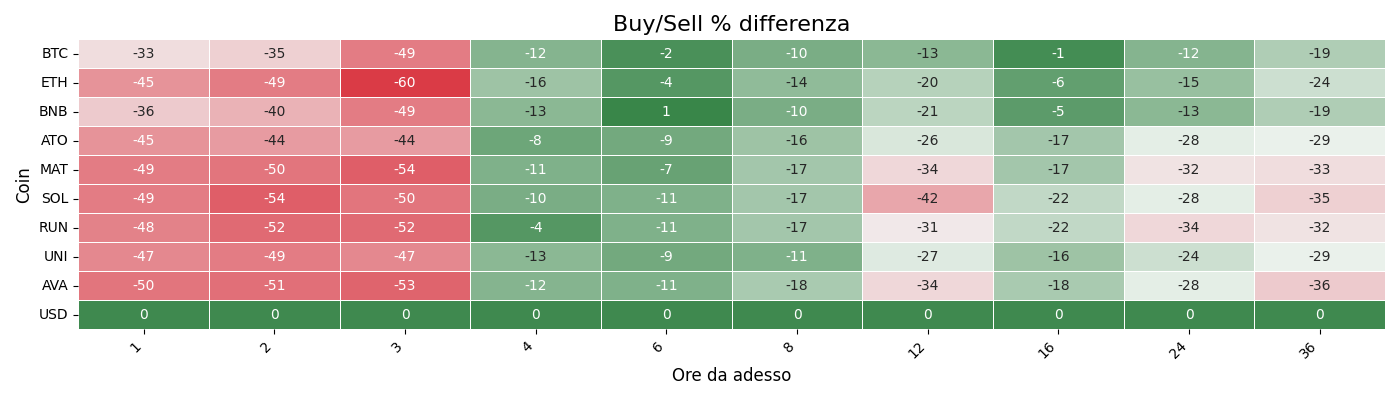 Buy/Sell % differenza
Coin
BTC -33 -35 -49 -12 -2 -10 -13 -1 -12 -19
ETH -45 -49 -60 -16 -4 -14 -20 -6 -15 -24
BNB -36 -40 -49 -13 1 -10 -21 -5 -13 -19
ATO -45 -44 -44 -8 -9 -16 -26 -17 -28 -29
MAT -49 -50 -54 -11 -7 -17 -34 -17 -32 -33
SOL -49 -54 -50 -10 -11 -17 -42 -22 -28 -35
RUN -48 -52 -52 -4 -11 -17 -31 -22 -34 -32
UNI -47 -49 -47 -13 -9 -11 -27 -16 -24 -29
AVA -50 -51 -53 -12 -11 -18 -34 -18 -28 -36
USD 0 0 0 0 0 0 0 0 0 0
1 2 3 4 6 8 12 16 24 36
Ore da adesso